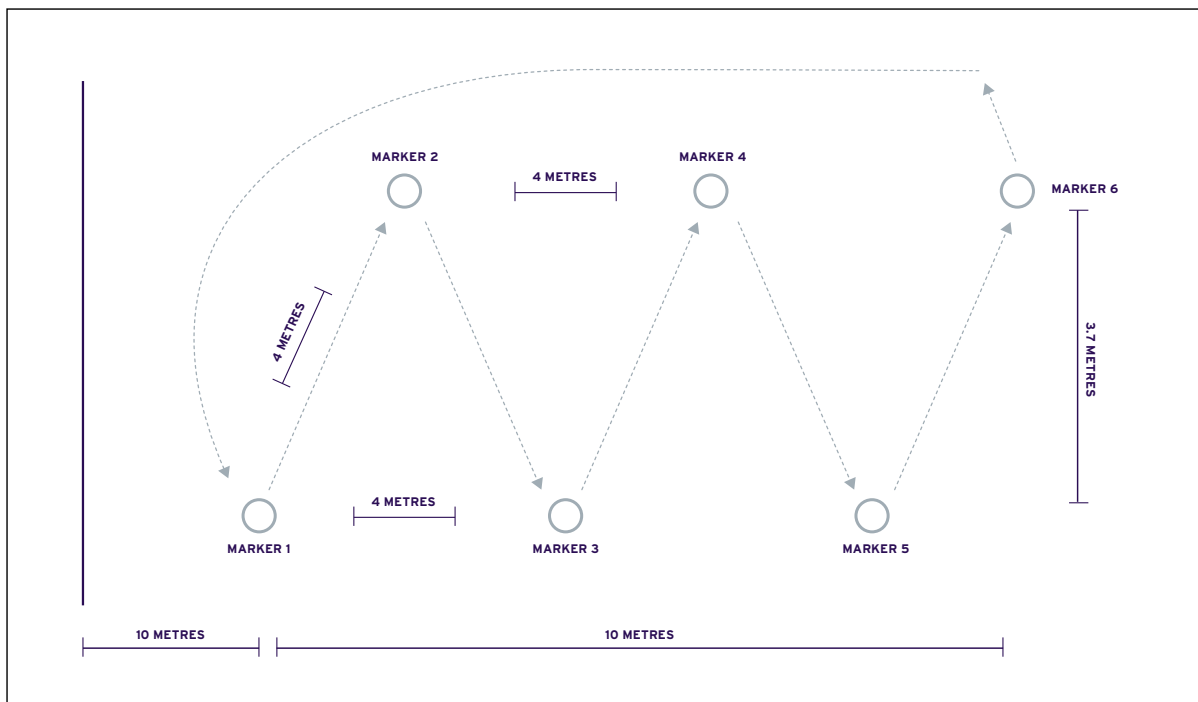 MARKER 2
MARKER 4
4 METRES
MARKER 6
4 METRES
3.7 METRES
4 METRES
MARKER 1
MARKER 3
MARKER 5
10 METRES
10 METRES